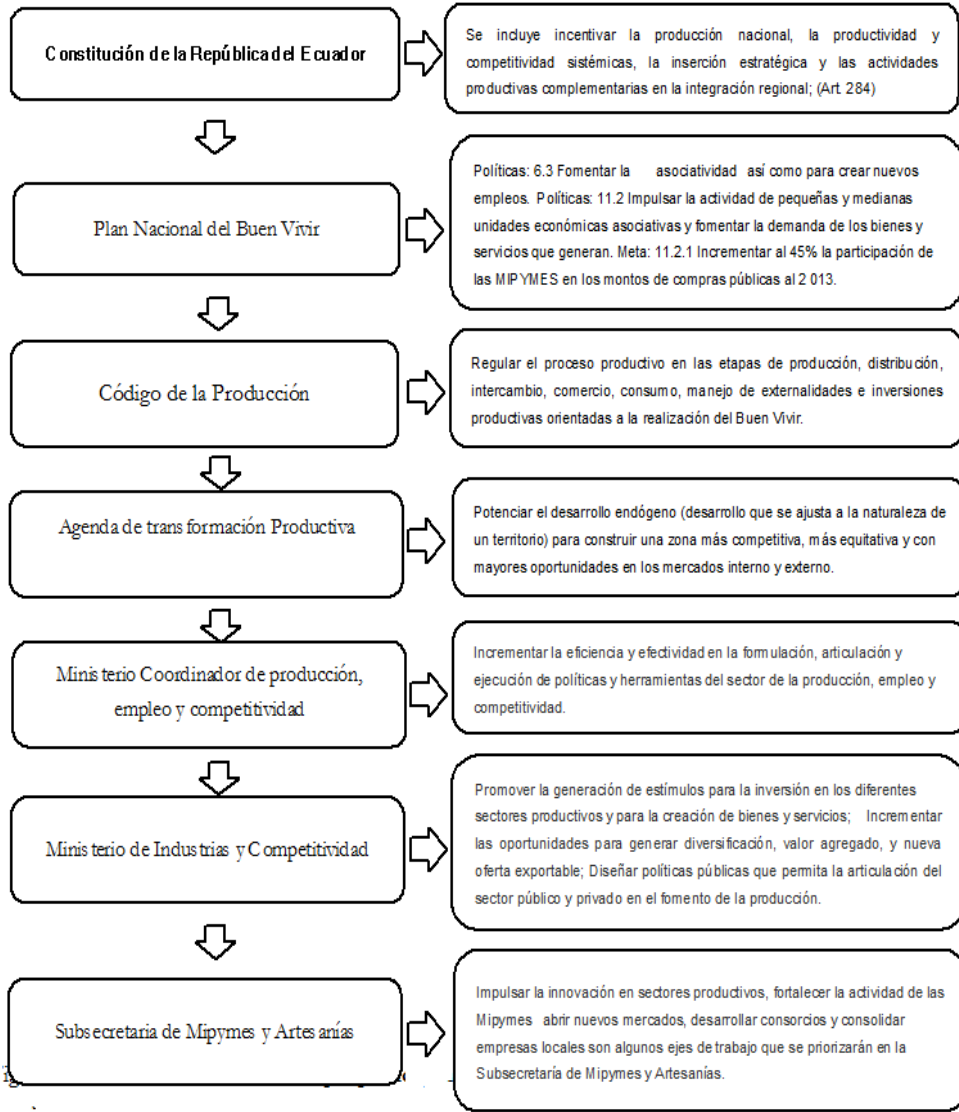 Constitución de la República del Ecuador
Se incluye incentivar la producción nacional, la productividad y
competitividad sistémicas, la inserción estratégica y las actividades
productivas complementarias en la integración regional; (Art. 284)
Plan Nacional del Buen Vivir
Políticas: 6.3 Fomentar la asociatividad así como para crear nuevos
empleos. Políticas: 11.2 Impulsar la actividad de pequeñas y medianas
unidades económicas asociativas y fomentar la demanda de los bienes y
servicios que generan. Meta: 11.2.1 Incrementar al 45% la participación de
las MIPYMES en los montos de compras públicas al 2 013.
Código de la Producción
Regular el proceso productivo en las etapas de producción, distribución,
intercambio, comercio, consumo, manejo de externalidades e inversiones
productivas orientadas a la realización del Buen Vivir.
Agenda de transformación Productiva
Potenciar el desarrollo endógeno (desarrollo que se ajusta a la naturaleza de
un territorio) para construir una zona más competitiva, más equitativa y con
mayores oportunidades en los mercados interno y externo.
Ministerio Coordinador de producción,
empleo y competitividad
Incrementar la eficiencia y efectividad en la formulación, articulación y
ejecución de políticas y herramientas del sector de la producción, empleo y
competitividad.
Ministerio de Industrias y Competitividad
Promover la generación de estímulos para la inversión en los diferentes
sectores productivos y para la creación de bienes y servicios; Incrementar
las oportunidades para generar diversificación, valor agregado, y nueva
oferta exportable; Diseñar políticas públicas que permita la articulación del
sector público y privado en el fomento de la producción.
Subsecretaria de Mipymes y Artesanías
Impulsar la innovación en sectores productivos, fortalecer la actividad de las
Mipymes abrir nuevos mercados, desarrollar consorcios y consolidar
empresas locales son algunos ejes de trabajo que se priorizarán en la
Subsecretaría de Mipymes y Artesanías.